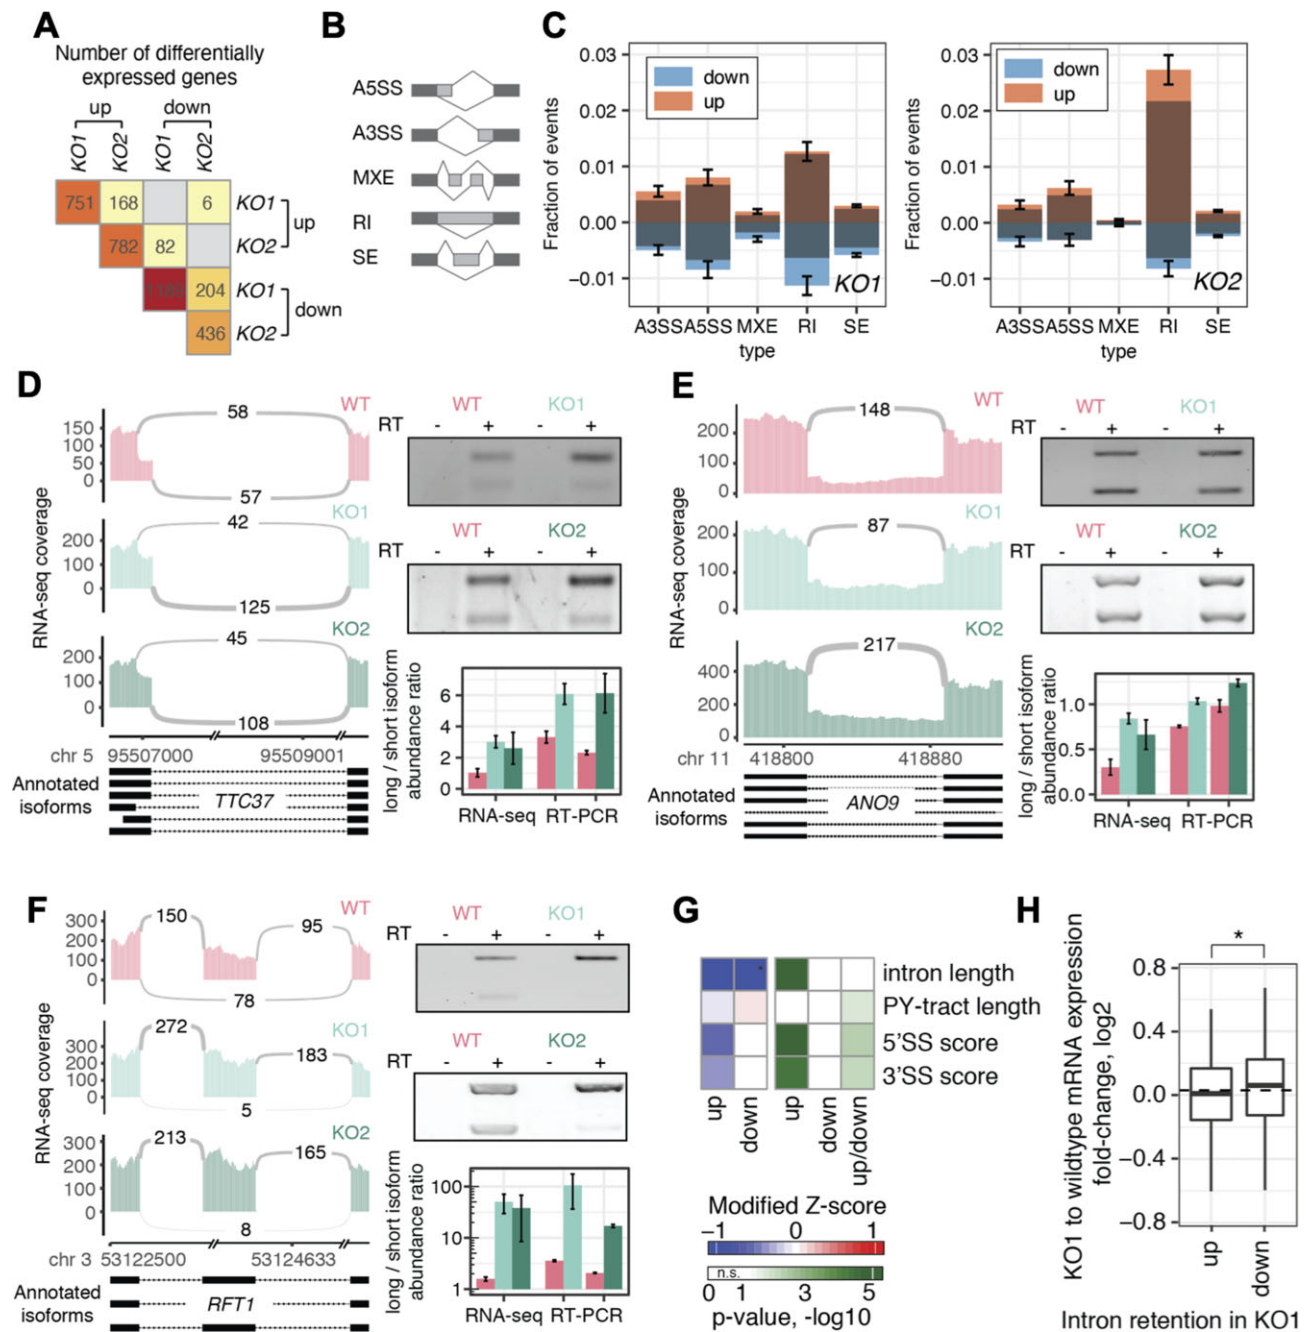 A
Number of differentially
expressed genes
up
down
KO1
KO2
KO1
KO2
751
168
6
KO1
782
82
KO2
up
204
KO1
436
KO2
down
B
A5SS
A3SS
MXE
RI
SE
C
Fraction of events
0.03
0.02
0.01
0.00
−0.01
down
up
KO1
A3SS
A5SS
MXE
RI
SE
type
Fraction of events
0.03
0.02
0.01
0.00
−0.01
down
up
KO2
A3SS
A5SS
MXE
RI
SE
type
D
RNA-seq coverage
150
100
50
0
58
57
WT
200
100
0
42
125
KO1
200
100
0
45
108
KO2
chr 5
95507000
95509001
Annotated
isoforms
TTC37
WT
KO1
RT
-
+
-
+
WT
KO2
RT
-
+
-
+
long / short isoform
abundance ratio
6
4
2
0
RNA-seq
RT-PCR
E
RNA-seq coverage
200
100
0
148
WT
200
100
0
87
KO1
400
200
0
217
KO2
chr 11
418800
418880
Annotated
isoforms
ANO9
WT
KO1
RT
-
+
-
+
WT
KO2
RT
-
+
-
+
long / short isoform
abundance ratio
1.0
0.5
0.0
RNA-seq
RT-PCR
F
RNA-seq coverage
300
200
100
0
150
95
78
WT
300
200
100
0
272
183
5
KO1
300
200
100
0
213
165
8
KO2
chr 3
53122500
53124633
Annotated
isoforms
RFT1
WT
KO1
RT
-
+
-
+
WT
KO2
RT
-
+
-
+
long / short isoform
abundance ratio
100
10
1
RNA-seq
RT-PCR
G
intron length
PY-tract length
5'SS score
3'SS score
up
down
up
down
up/down
Modified Z-score
−1
0
1
n.s.
0
1
3
5
p-value, -log10
H
KO1 to wildtype mRNA expression
fold-change, log2
0.8
0.4
0.0
−0.4
−0.8
*
up
down
Intron retention in KO1